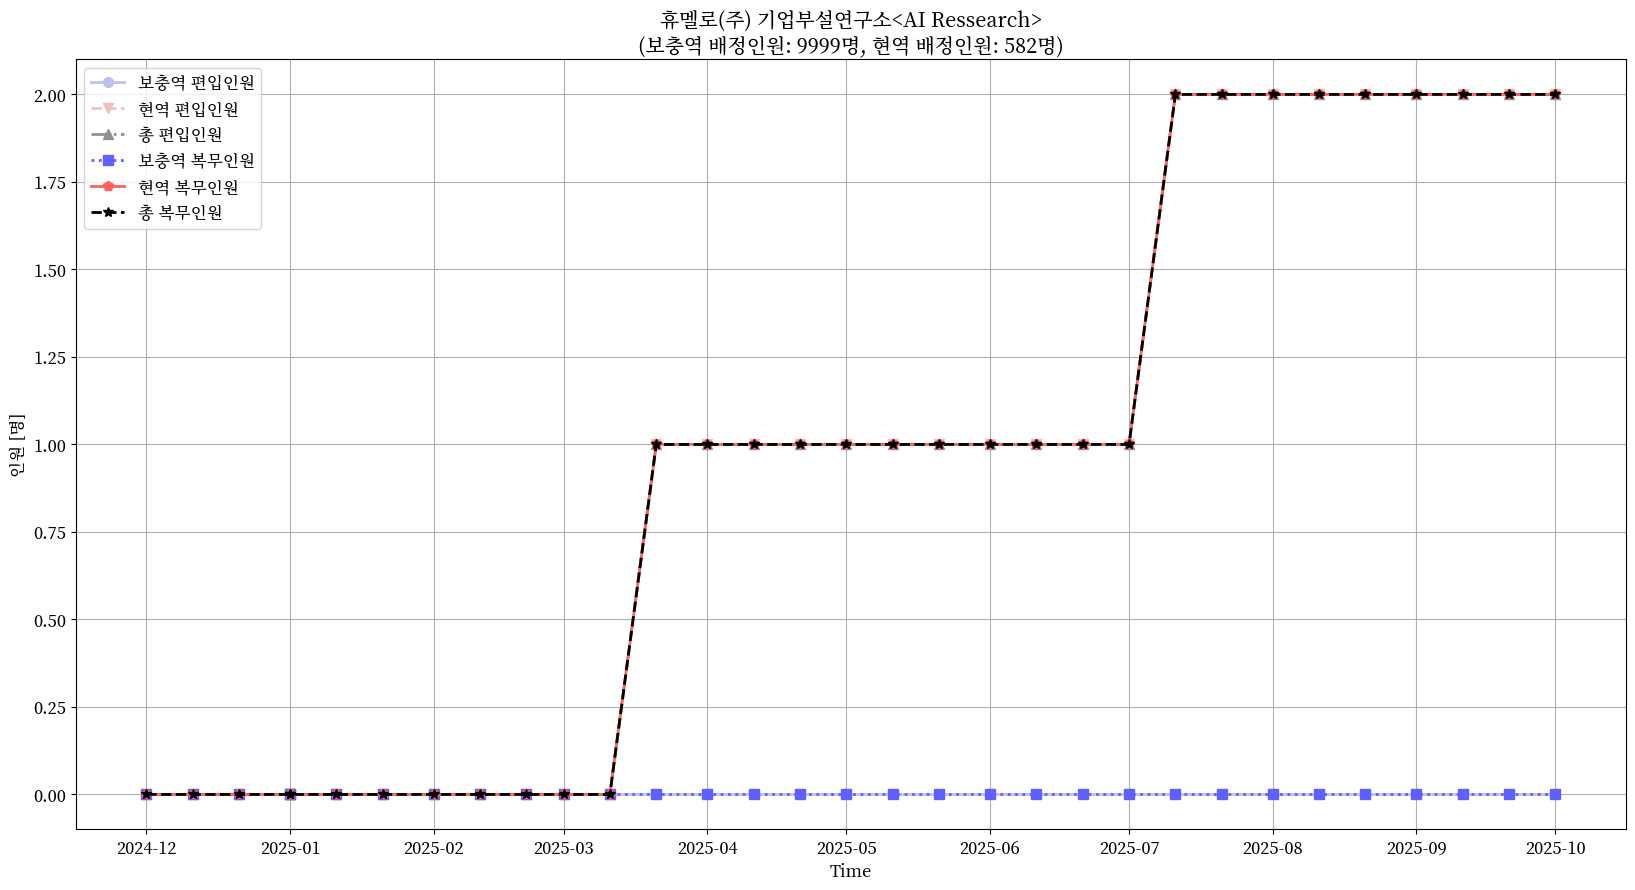 휴멜로(주) 기업부설연구소<AI Ressearch>
(보충역 배정인원: 9999명, 현역 배정인원: 582명)
보충역 편입인원
현역 편입인원
총 편입인원
보충역 복무인원
현역 복무인원
총 복무인원
2.00
1.75
1.50
1.25
1.00
0.75
0.50
0.25
0.00
인원 [명]
2024-12 2025-01 2025-02 2025-03 2025-04 2025-05 2025-06 2025-07 2025-08 2025-09 2025-10
Time